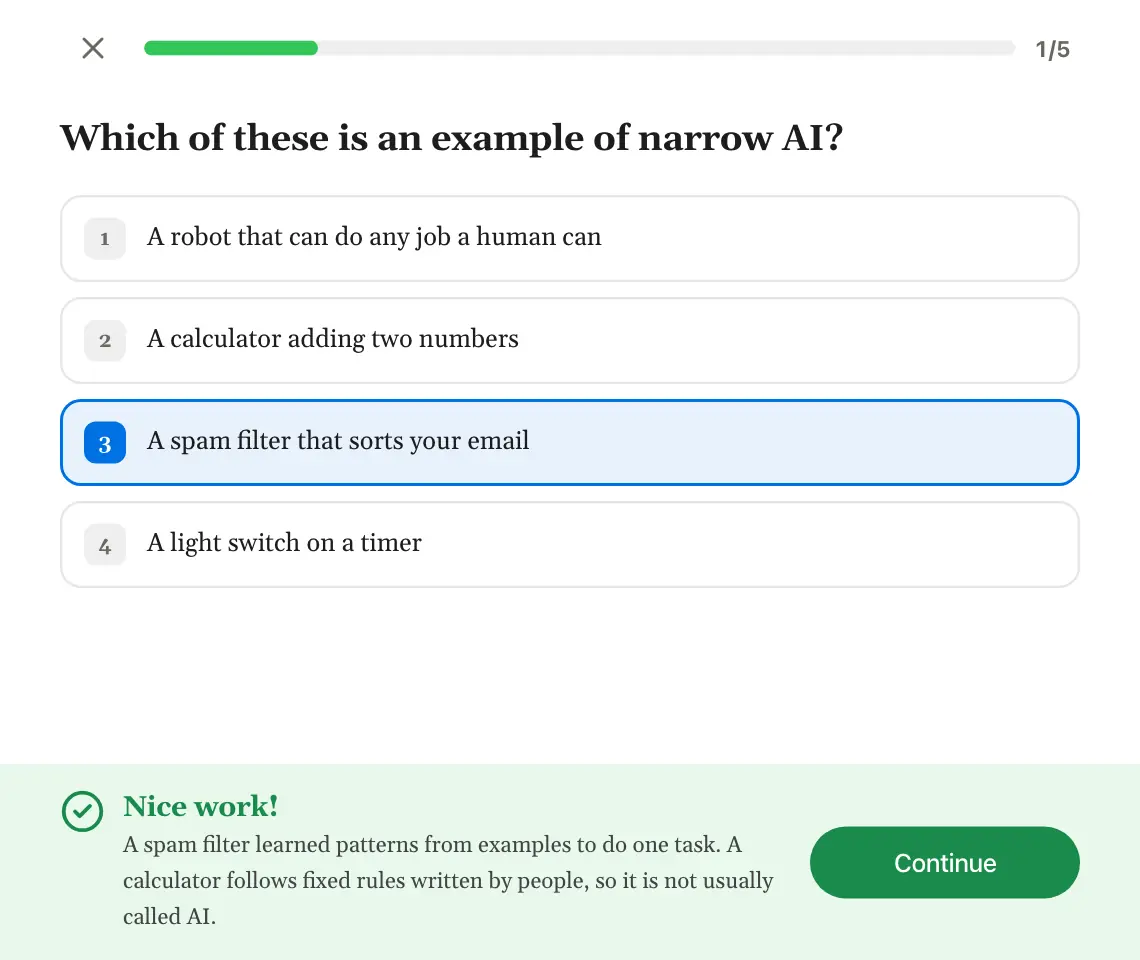 1/5
Which of these is an example of narrow AI?
1 A robot that can do any job a human can
2 A calculator adding two numbers
3 A spam filter that sorts your email
4 A light switch on a timer
Nice work!
A spam filter learned patterns from examples to do one task. A
calculator follows fixed rules written by people, so it is not usually
called AI.
Continue